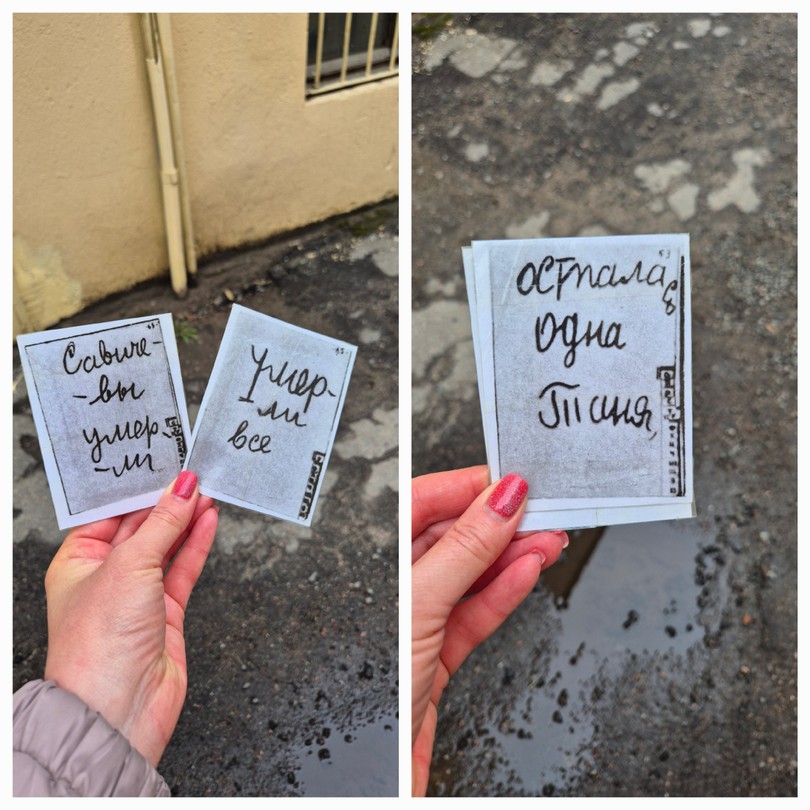 Савиче-
-вы
умер
-ли
умер-
ли
все
осталась
одна
Таня